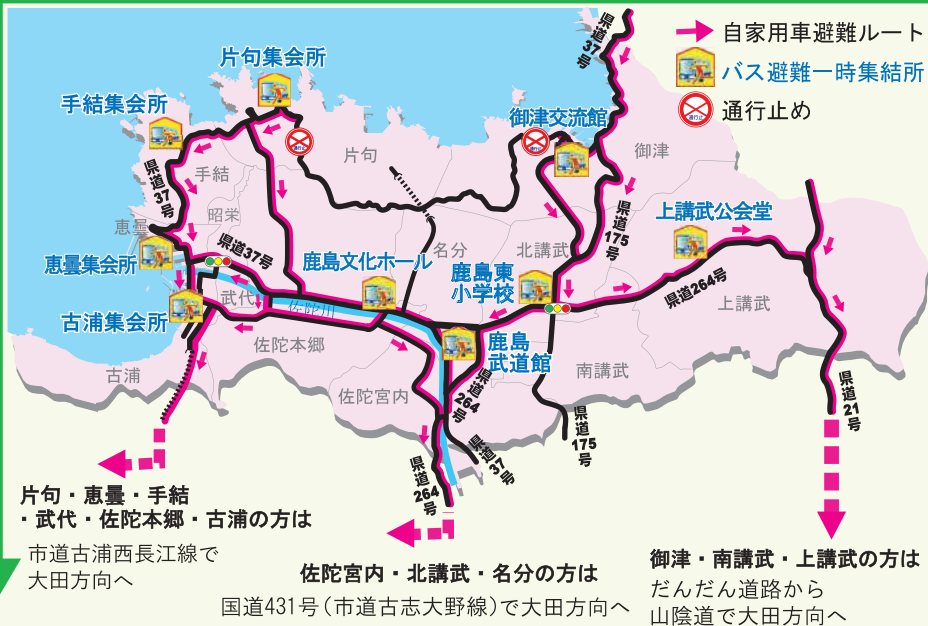 自家用車避難ルート
バス避難一時集結所
通行止め
県道37号
片句集会所
手結集会所
御津交流館
通行止
通行止
片句
御津
手結
県道37号
昭栄
恵曇
県道37号
恵曇集会所
名分
北講武
県道175号
上講武公会堂
鹿島文化ホール
鹿島東
小学校
県道264号
上講武
武代
佐陀川
古浦集会所
佐陀本郷
鹿島
武道館
古浦
佐陀宮内
南講武
県道264号
県道37号
県道175号
県道21号
県道264号
片句・恵曇・手結
・武代・佐陀本郷・古浦の方は
市道古浦西長江線で
大田方向へ
佐陀宮内・北講武・名分の方は
国道431号(市道古志大野線)で大田方向へ
御津・南講武・上講武の方は
だんだん道路から
山陰道で大田方向へ